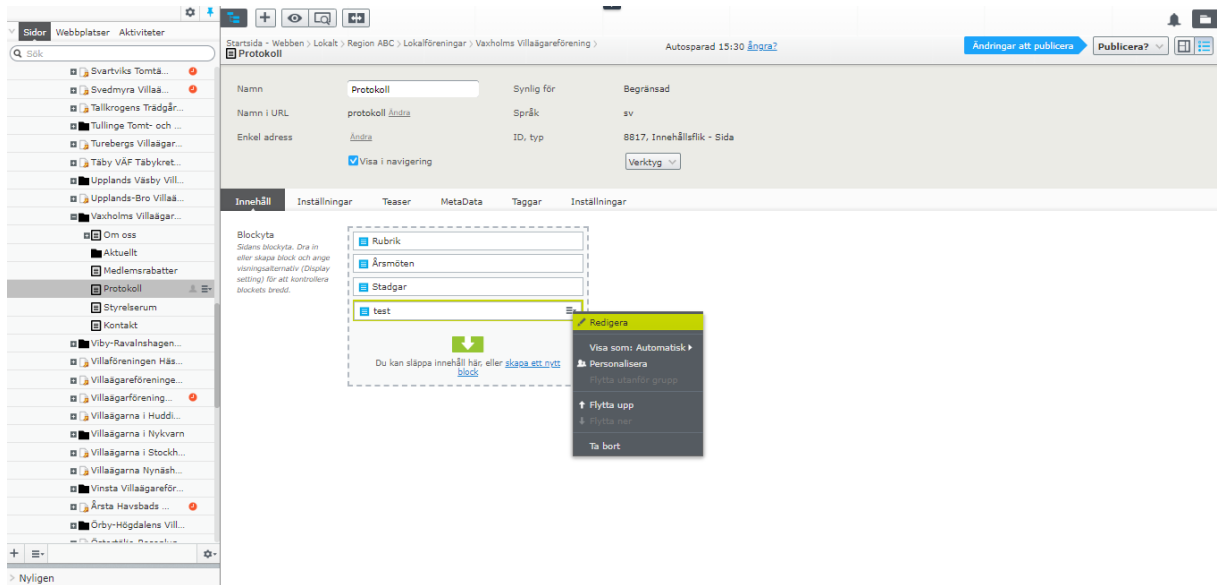 Sidor Webbplatser Aktiviteter
Sök
Svartviks Tomtä...
Svedmyra Villaä...
Tallkrogens Trädgår...
Tullinge Tomt- och ...
Turebergs Villaägar...
Täby VÄF Täbykret...
Upplands Väsby Vill...
Upplands-Bro Villaä...
Vaxholms Villaägar...
Om oss
Aktuellt
Medlemsrabatter
Protokoll
Styrelserum
Kontakt
Viby-Ravalnshagen...
Villaföreningen Häs...
Villaägareföreninge...
Villaägarförening...
Villaägarna i Huddi...
Villaägarna i Nykvarn
Villaägarna i Stockh...
Villaägarna Nynäsh...
Vinsta Villaägareför...
Årsta Havsbads ...
Örby-Högdalens Vill...
Nyligen
Startsida - Webben > Lokalt > Region ABC > Lokalföreningar > Vaxholms Villaägareförening >
Protokoll
Autosparad 15:30 Ångra?
Ändringar att publicera
Publicera?
Namn Protokoll Synlig för Begränsad
Namn i URL protokoll Ändra Språk sv
Enkel adress Ändra ID, typ 8817, Innehållsflik - Sida
Visa i navigering Verktyg
Innehåll Inställningar Teaser MetaData Taggar Inställningar
Blockyta
Sidans blockyta. Dra in
eller skapa block och ange
visningsalternativ (Display
setting) för att kontrollera
blockets bredd.
Rubrik
Årsmöten
Stadgar
test
Du kan släppa innehåll här, eller skapa ett nytt
block
Redigera
Visa som: Automatisk
Personalisera
Flytta utanför grupp
Flytta upp
Flytta ner
Ta bort